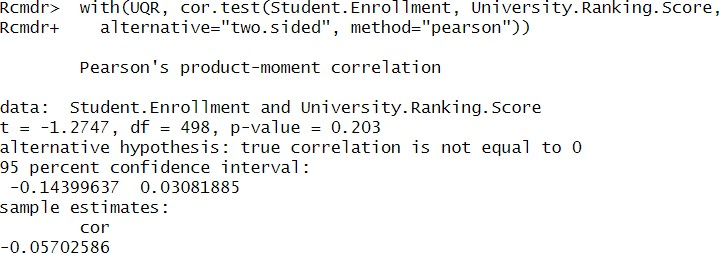 Rcmdr>  with(UQR, cor.test(Student.Enrollment, University.Ranking.Score,
Rcmdr+    alternative="two.sided", method="pearson"))
Pearson's product-moment correlation
data:  Student.Enrollment and University.Ranking.Score
t = -1.2747, df = 498, p-value = 0.203
alternative hypothesis: true correlation is not equal to 0
95 percent confidence interval:
 -0.14399637  0.03081885
sample estimates:
        cor
-0.05702586